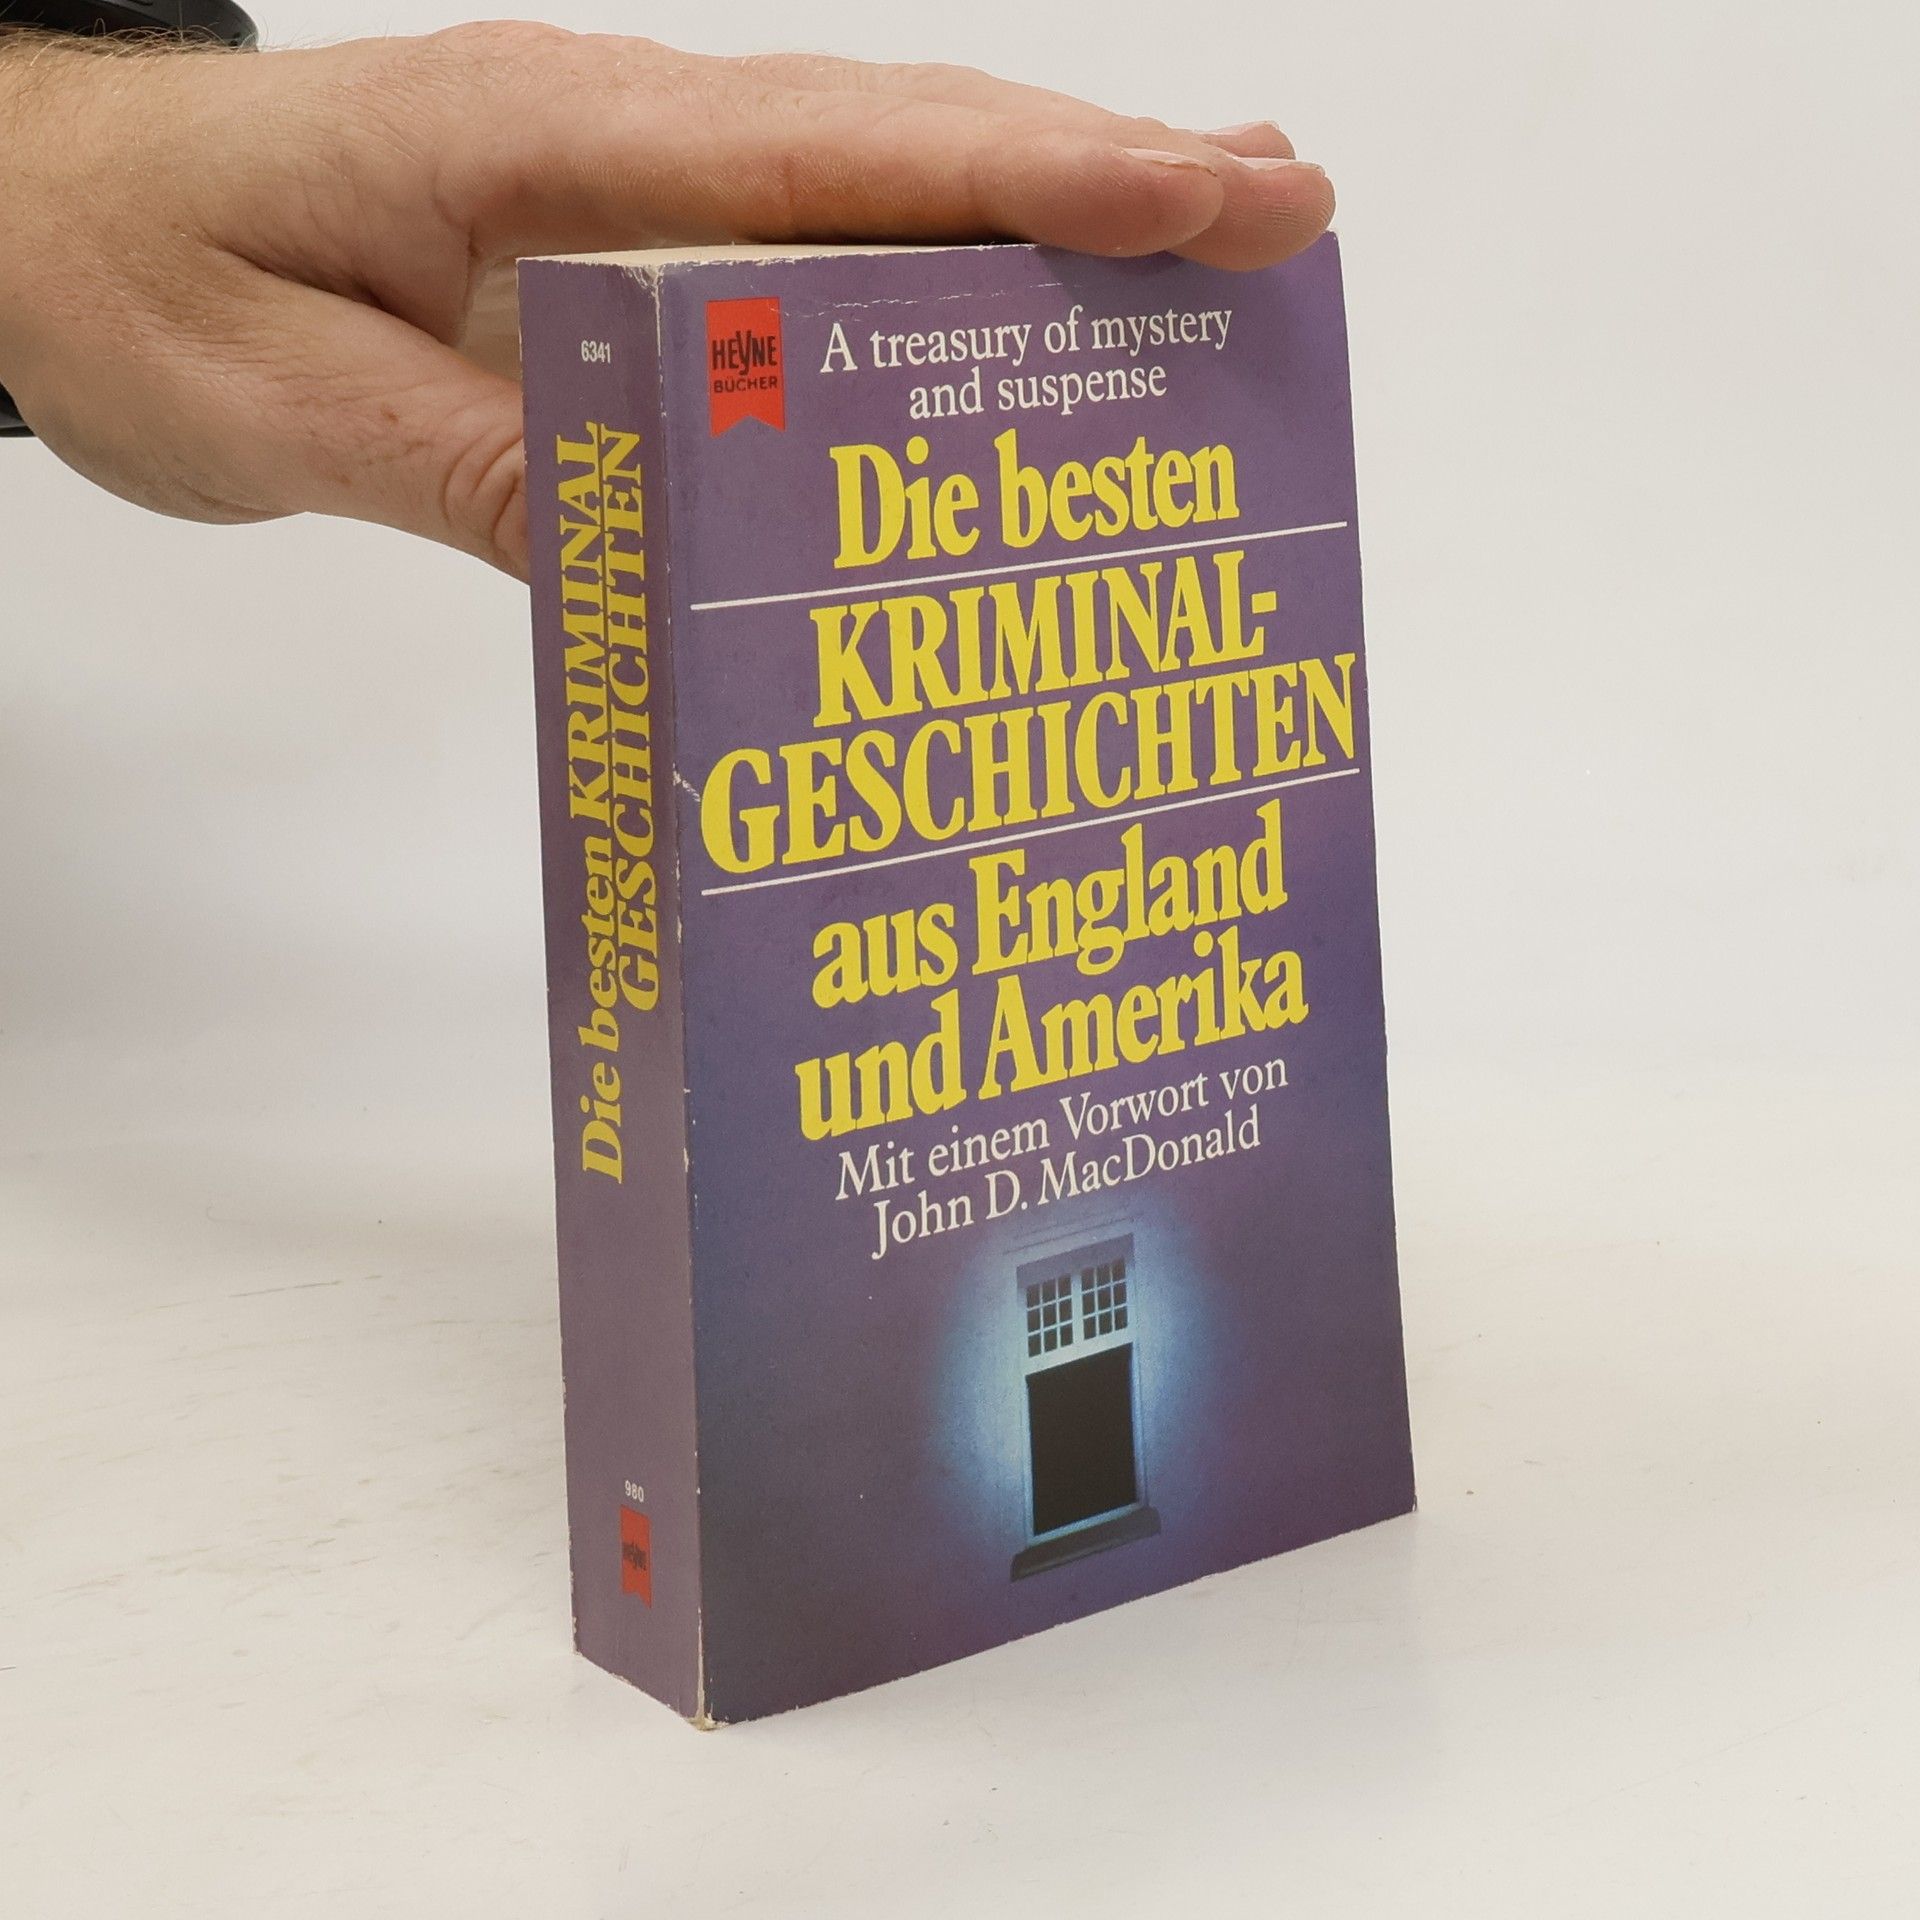 6341
Die besten KRIMINAL
GESCHICHTEN
980
HEYNE
HEYNE
BÜCHER
A treasury of mystery
and suspense
Die besten
KRIMINAL-
GESCHICHTEN
aus England
und Amerika
Mit einem Vorwort von
John D. MacDonald